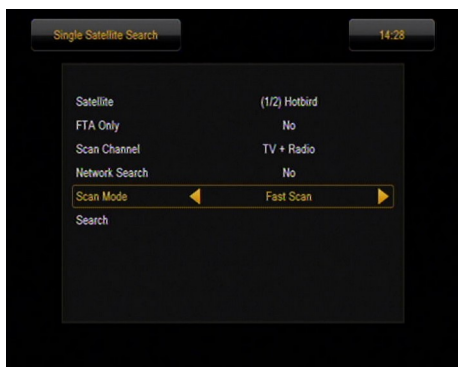 Single Satellite Search 14:28
Satellite (1/2) Hotbird
FTA Only No
Scan Channel TV + Radio
Network Search No
Scan Mode Fast Scan
Search